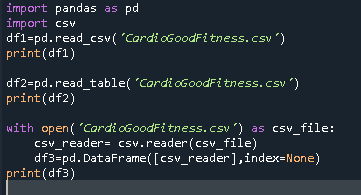 import pandas as pd
import csv
df1=pd.read_csv('CardioGoodFitness.csv')
print(df1)
df2=pd.read_table('CardioGoodFitness.csv')
print(df2)
with open('CardioGoodFitness.csv') as csv_file:
    csv_reader= csv.reader(csv_file)
    df3=pd.DataFrame([csv_reader],index=None)
print(df3)